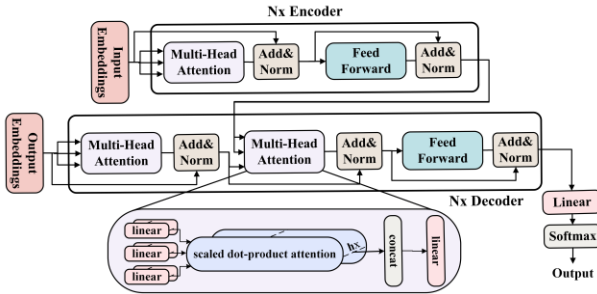 Nx Encoder
Input
Embeddings
Multi-Head
Attention
Add&
Norm
Feed
Forward
Add&
Norm
Output
Embeddings
Multi-Head
Attention
Add&
Norm
Multi-Head
Attention
Add&
Norm
Feed
Forward
Add&
Norm
Nx Decoder
Linear
Softmax
Output
linear
linear
linear
scaled dot-product attention
hx
concat
linear